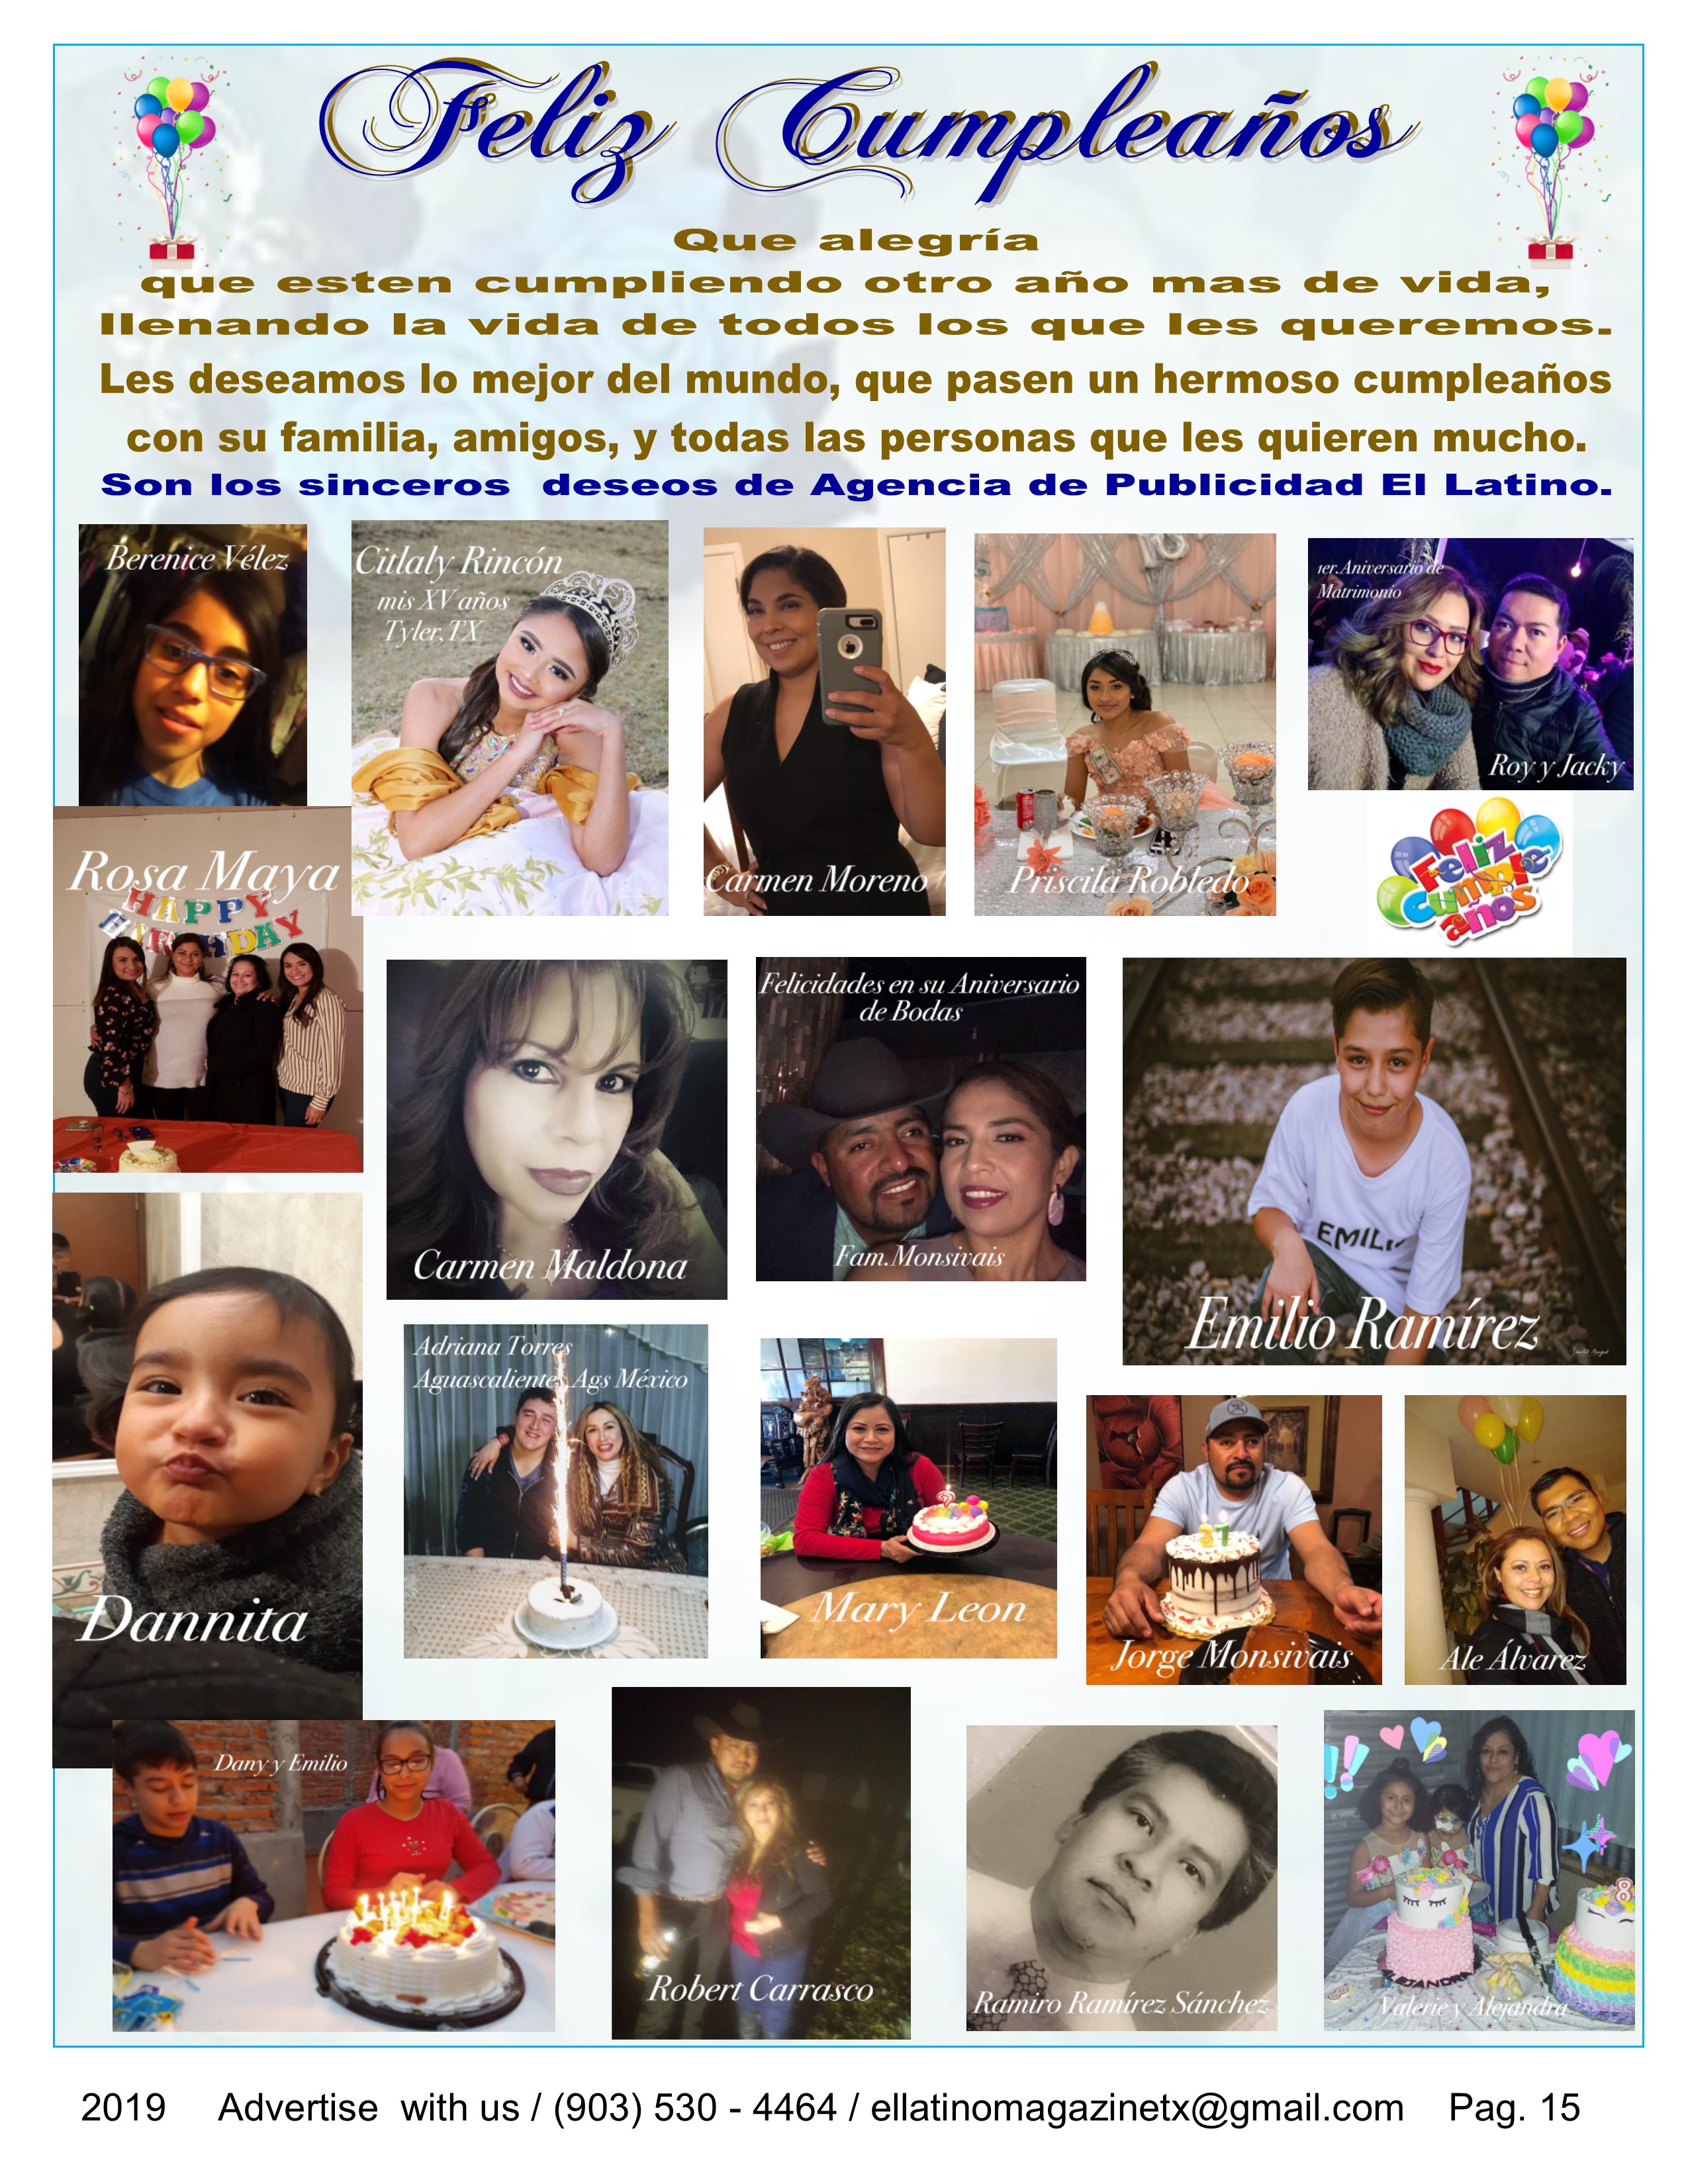 Feliz Cumpleaños
Que alegría
que esten cumpliendo otro año mas de vida,
llenando la vida de todos los que les queremos.
Les deseamos lo mejor del mundo, que pasen un hermoso cumpleaños
con su familia, amigos, y todas las personas que les quieren mucho.
Son los sinceros deseos de Agencia de Publicidad El Latino.
Berenice Vélez
Citlaly Rincón
mis XV años
Tyler, TX
Carmen Moreno
Priscila Robledo
1er. Aniversario de
Matrimonio
Roy y Jacky
Feliz
cumple
años
Rosa Maya
HAPPY
BIRTHDAY
Carmen Maldona
Felicidades en su Aniversario
de Bodas
Fam. Monsivais
EMILI
Emilio Ramírez
Dannita
Adriana Torres
Aguascalientes, Ags México
Mary Leon
37
Jorge Monsivais
Ale Álvarez
Dany y Emilio
Robert Carrasco
Ramiro Ramírez Sánchez
8
ALEJANDRA
Valerie y Alejandra
2019 Advertise with us / (903) 530 - 4464 / ellatinomagazinetx@gmail.com Pag. 15